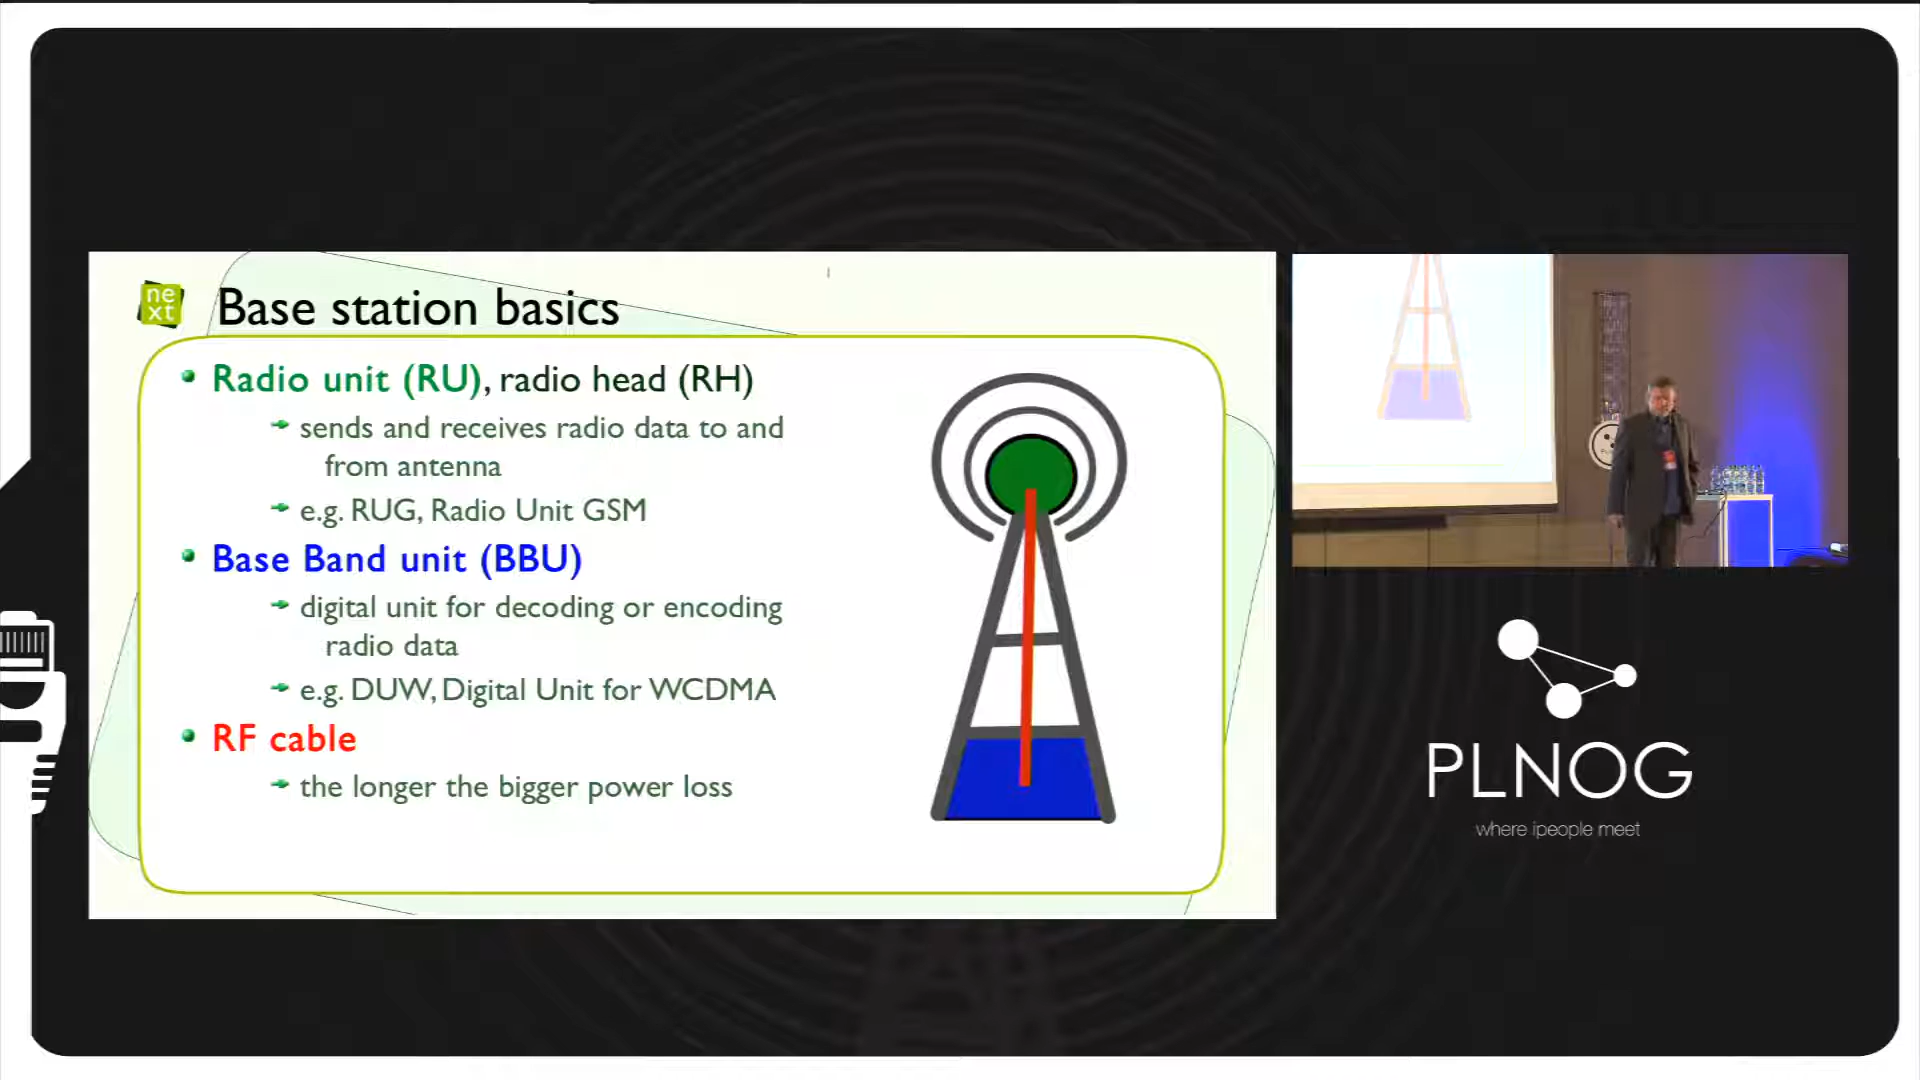 ne
xt
Base station basics
Radio unit (RU), radio head (RH)
sends and receives radio data to and
from antenna
e.g. RUG, Radio Unit GSM
Base Band unit (BBU)
digital unit for decoding or encoding
radio data
e.g. DUW, Digital Unit for WCDMA
RF cable
the longer the bigger power loss
PLNOG
where ipeople meet